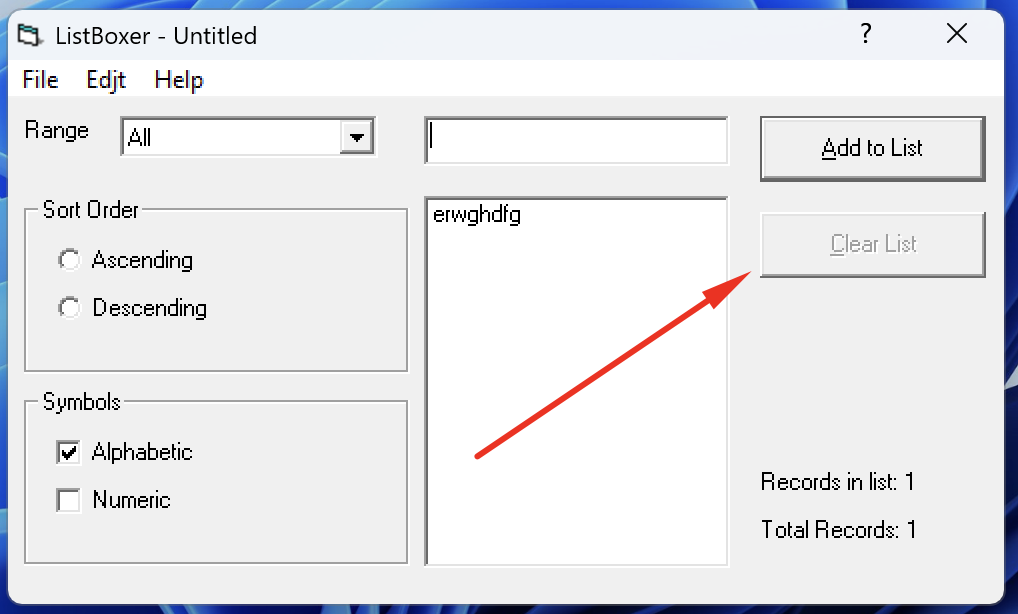 ListBoxer - Untitled
?
File Edjt Help
Range All
Add to List
Sort Order
erwghdfg
Clear List
Ascending
Descending
Symbols
Alphabetic
Numeric
Records in list: 1
Total Records: 1